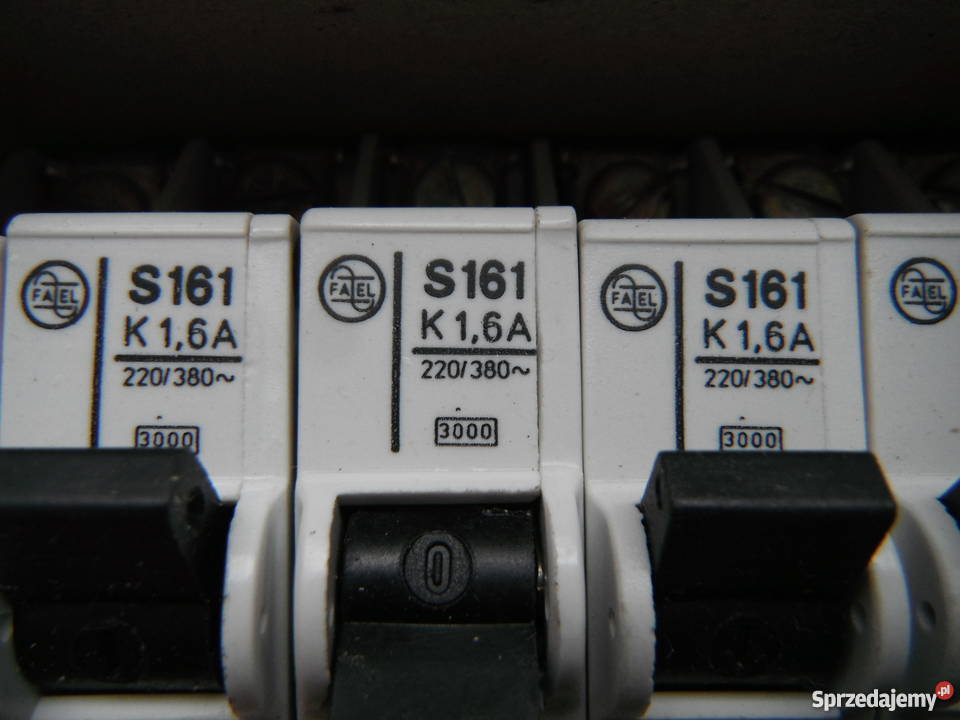 FAEL
S161
K 1,6A
220/380~
3000
FAEL
S161
K 1,6A
220/380~
3000
0
FAEL
S161
K 1,6A
220/380~
3000
FAEL
Sprzedajemy.pl